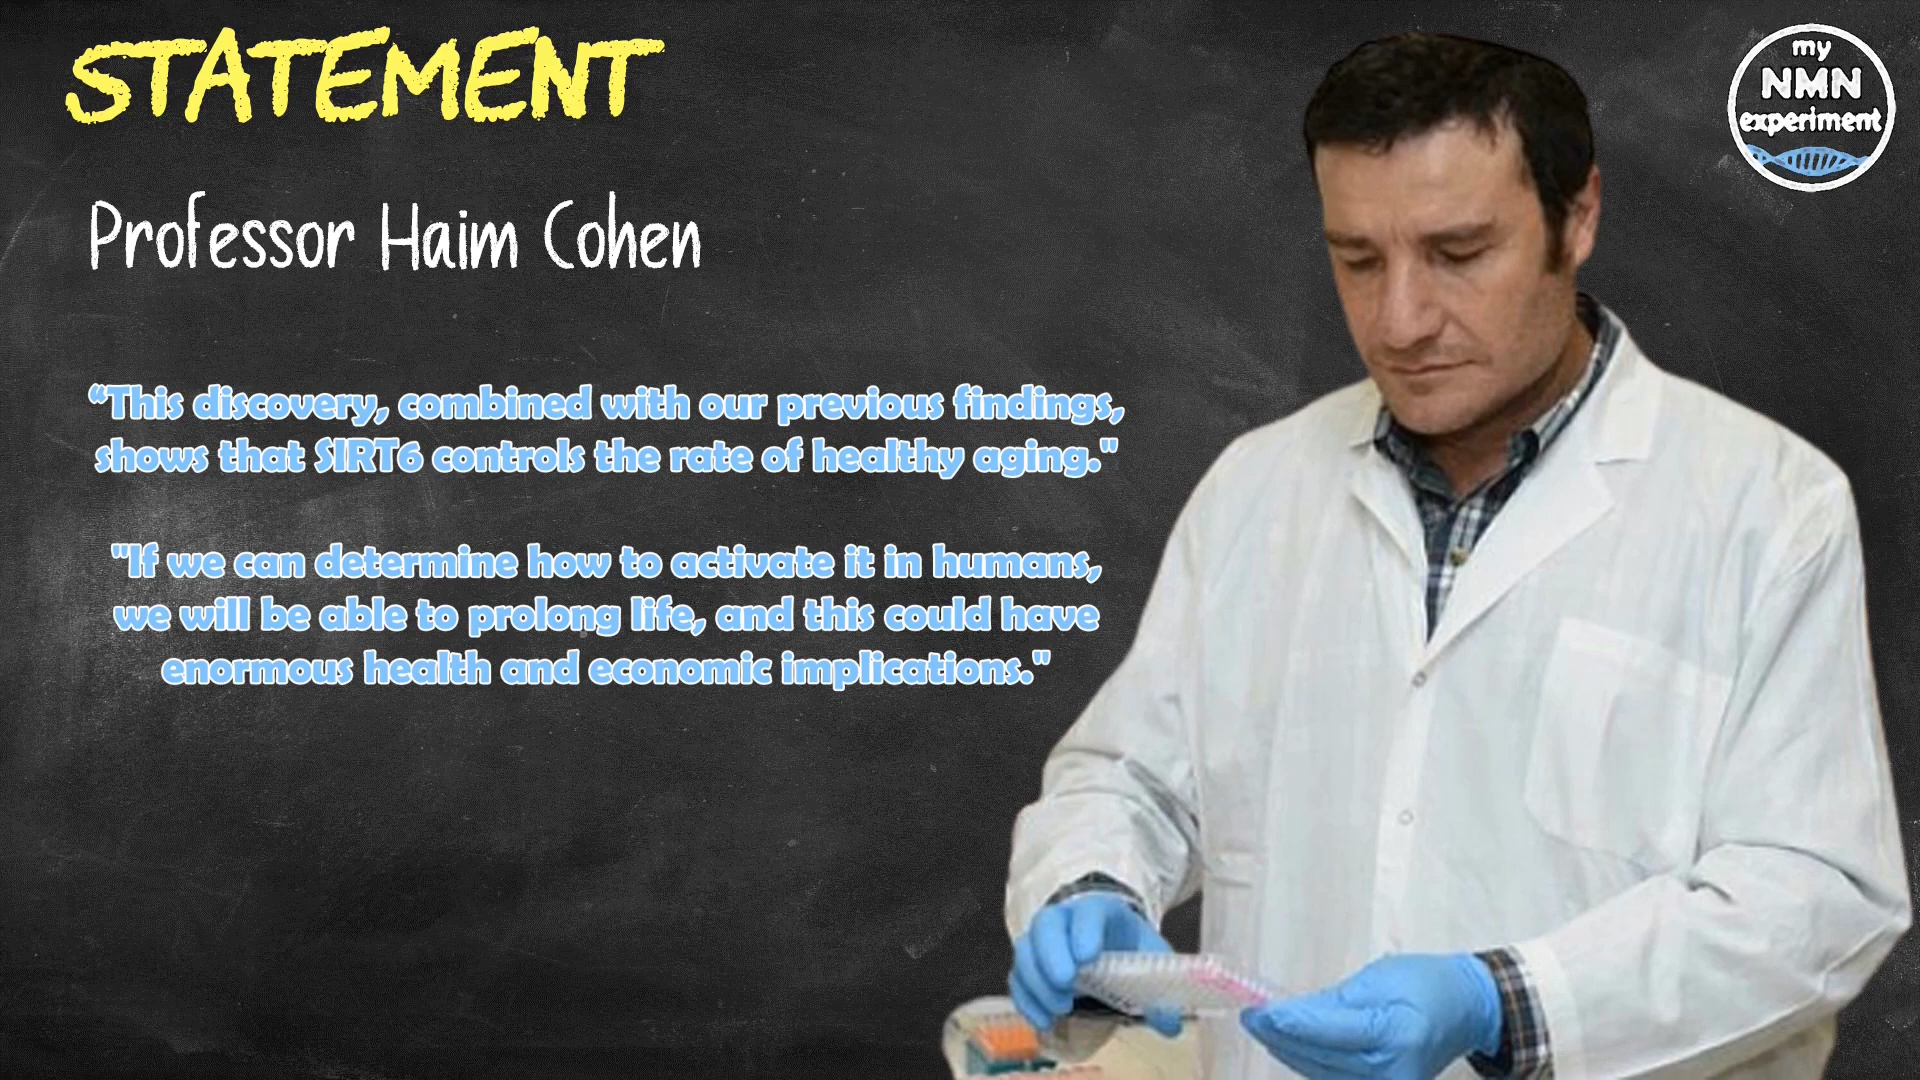 STATEMENT
my
NMN
experiment
Professor Haim Cohen
“This discovery, combined with our previous findings,
shows that SIRT6 controls the rate of healthy aging."
"If we can determine how to activate it in humans,
we will be able to prolong life, and this could have
enormous health and economic implications."